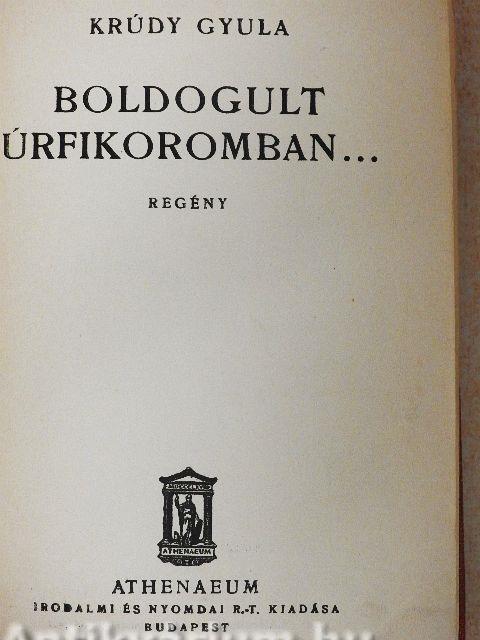 KRÚDY GYULA
BOLDOGULT
ÚRFIKOROMBAN...
REGÉNY
ATHENAEUM
ATHENAEUM
IRODALMI ÉS NYOMDAI R.-T. KIADÁSA
BUDAPEST